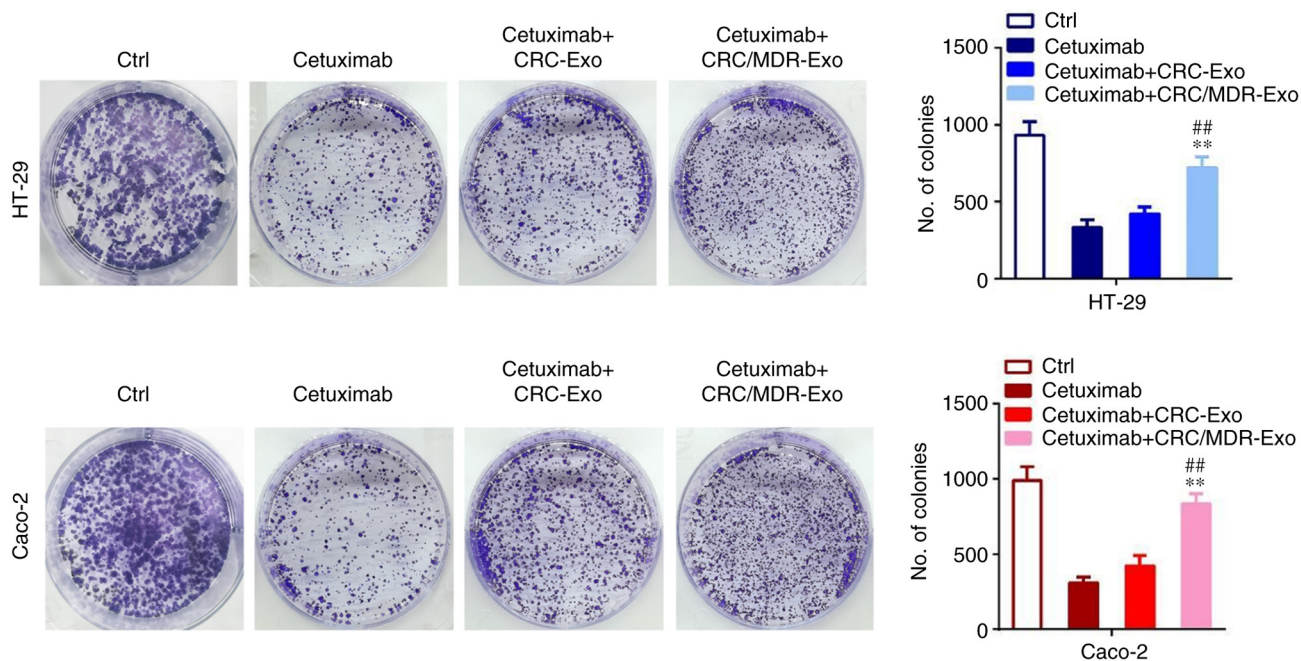 Ctrl
Cetuximab
Cetuximab+
CRC-Exo
Cetuximab+
CRC/MDR-Exo
HT-29
Ctrl
Cetuximab
Cetuximab+CRC-Exo
Cetuximab+CRC/MDR-Exo
No. of colonies
1500
1000
500
0
##
**
HT-29
Ctrl
Cetuximab
Cetuximab+
CRC-Exo
Cetuximab+
CRC/MDR-Exo
Caco-2
Ctrl
Cetuximab
Cetuximab+CRC-Exo
Cetuximab+CRC/MDR-Exo
No. of colonies
1500
1000
500
0
##
**
Caco-2